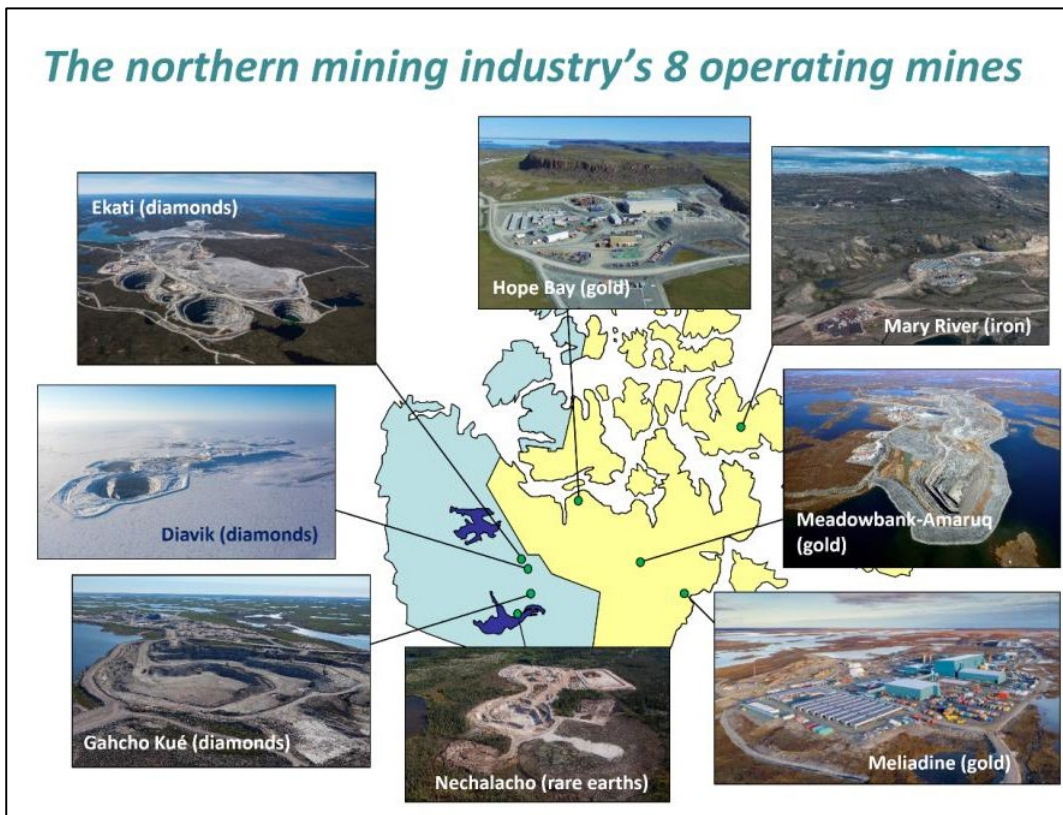 The northern mining industry's 8 operating mines
Ekati (diamonds)
Hope Bay (gold)
Mary River (iron)
Diavik (diamonds)
Meadowbank-Amaruq
(gold)
Gahcho Kué (diamonds)
Nechalacho (rare earths)
Meliadine (gold)